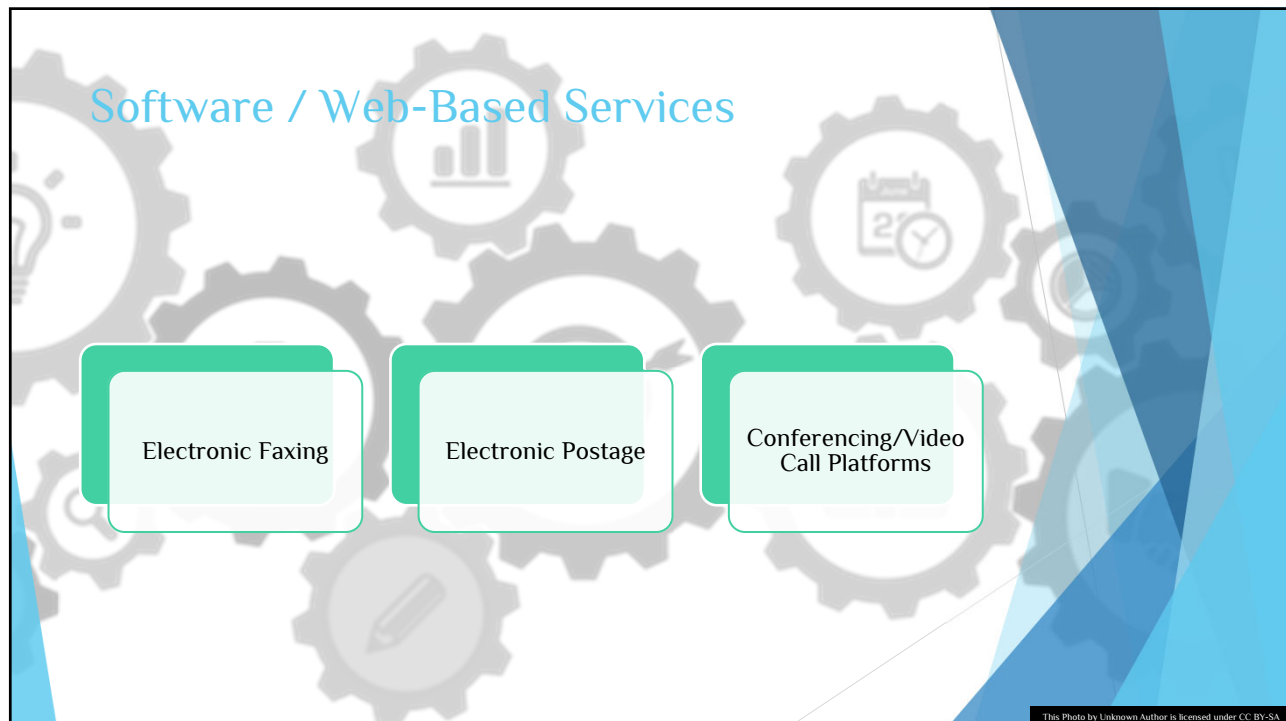 Software / Web-Based Services
June
Electronic Faxing
Electronic Postage
Conferencing/Video
Call Platforms
This Photo by Unknown Author is licensed under CC BY-SA